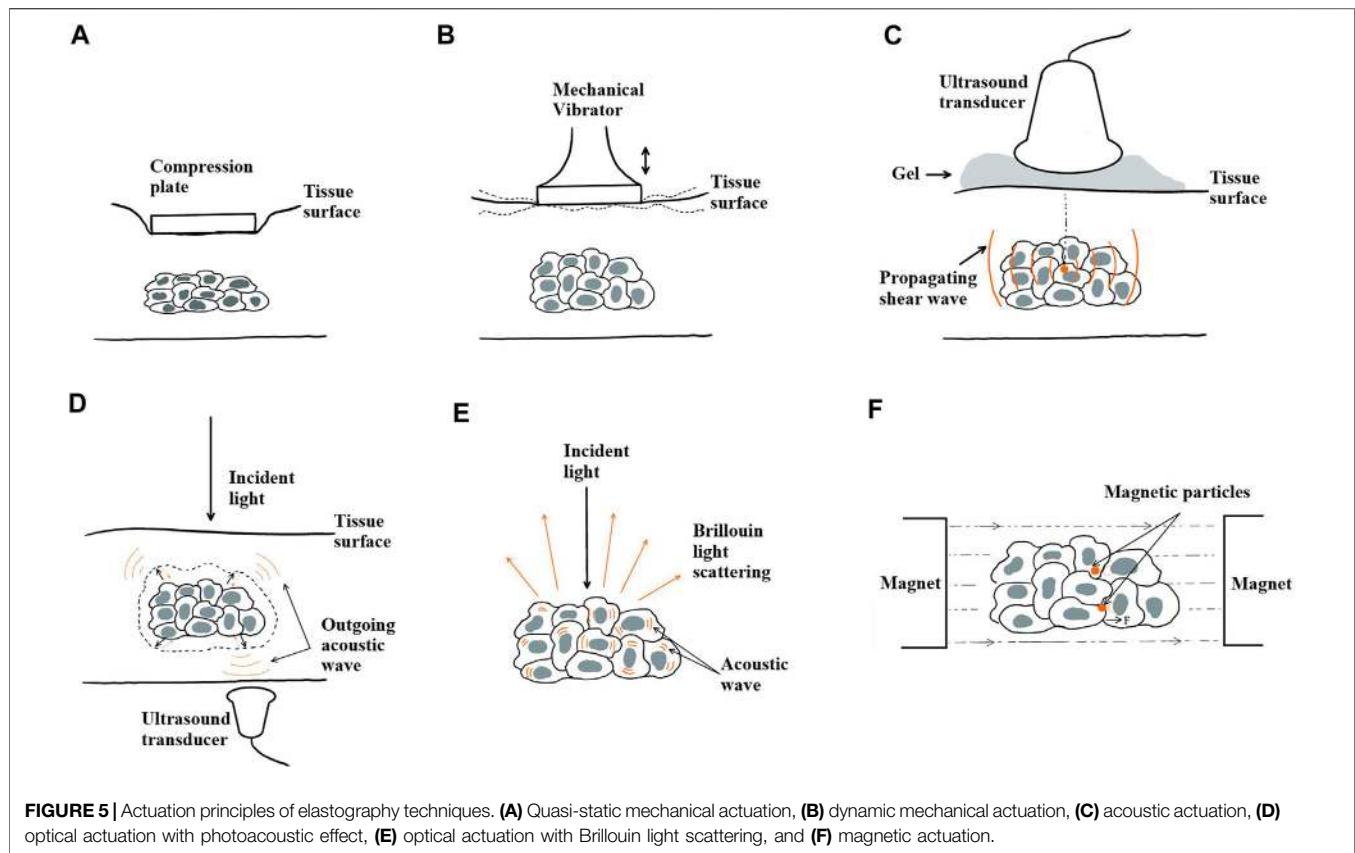 A
Compression
plate
Tissue
surface
B
Mechanical
Vibrator
Tissue
surface
C
Ultrasound
transducer
Gel
Tissue
surface
Propagating
shear wave
D
Incident
light
Tissue
surface
Outgoing
acoustic
wave
Ultrasound
transducer
E
Incident
light
Brillouin
light
scattering
Acoustic
wave
F
Magnetic particles
Magnet
Magnet
F
FIGURE 5 | Actuation principles of elastography techniques. (A) Quasi-static mechanical actuation, (B) dynamic mechanical actuation, (C) acoustic actuation, (D)
optical actuation with photoacoustic effect, (E) optical actuation with Brillouin light scattering, and (F) magnetic actuation.